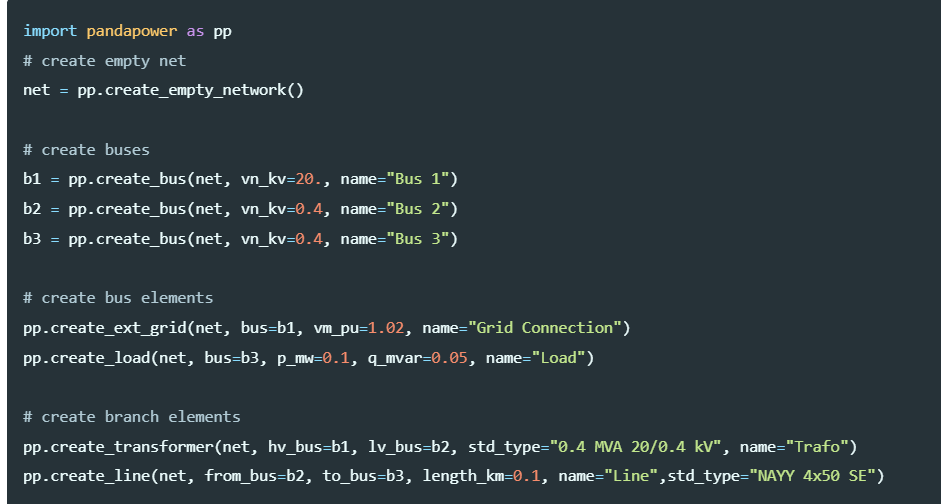 import pandapower as pp
# create empty net
net = pp.create_empty_network()
# create buses
b1 = pp.create_bus(net, vn_kv=20., name="Bus 1")
b2 = pp.create_bus(net, vn_kv=0.4, name="Bus 2")
b3 = pp.create_bus(net, vn_kv=0.4, name="Bus 3")
# create bus elements
pp.create_ext_grid(net, bus=b1, vm_pu=1.02, name="Grid Connection")
pp.create_load(net, bus=b3, p_mw=0.1, q_mvar=0.05, name="Load")
# create branch elements
pp.create_transformer(net, hv_bus=b1, lv_bus=b2, std_type="0.4 MVA 20/0.4 kV", name="Trafo")
pp.create_line(net, from_bus=b2, to_bus=b3, length_km=0.1, name="Line",std_type="NAYY 4x50 SE")